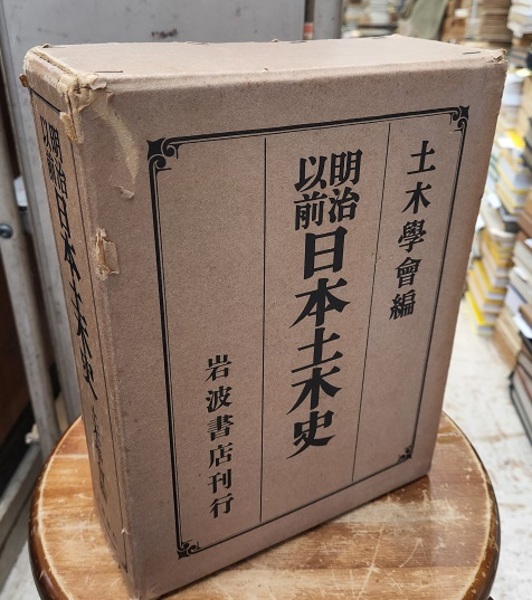 土木學會編
明治以前
日本土木史
岩波書店刊行
明治以前
日本土木史